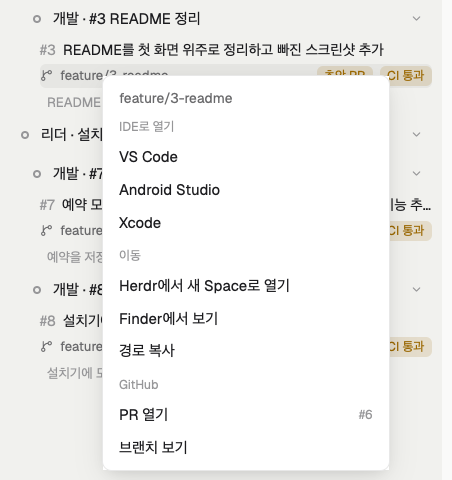 개발 · #3 README 정리
#3 README를 첫 화면 위주로 정리하고 빠진 스크린샷 추가
feature/3-readme
초안 PR
CI 통과
README
feature/3-readme
IDE로 열기
VS Code
Android Studio
Xcode
이동
Herdr에서 새 Space로 열기
Finder에서 보기
경로 복사
GitHub
PR 열기 #6
브랜치 보기
리더 · 설치
개발 · #7
#7 예약 모
능 추...
feature
CI 통과
예약을 저장
개발 · #8
#8 설치기
feature
CI 통과
설치기에